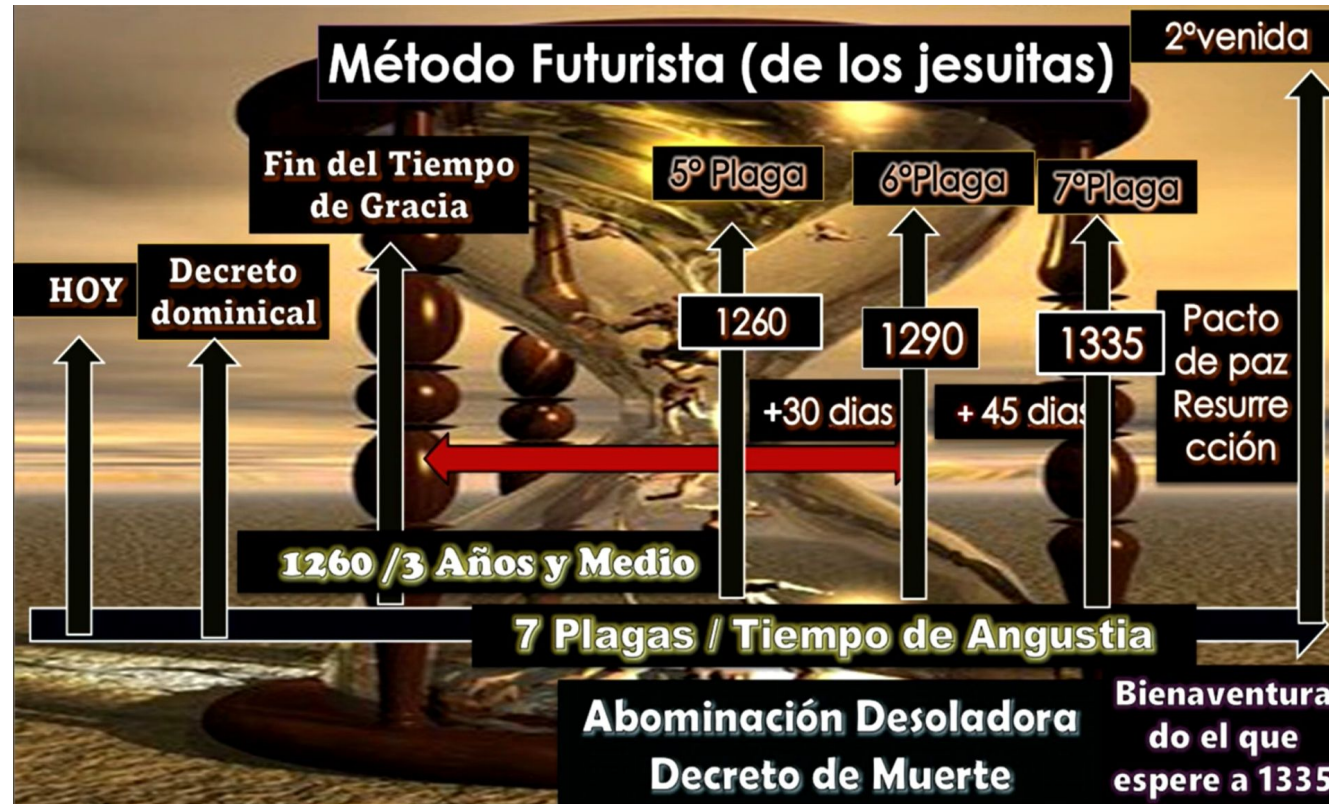 Método Futurista (de los jesuitas)
2ºvenida
Fin del Tiempo
de Gracia
5º Plaga
6ºPlaga
7ºPlaga
HOY
Decreto
dominical
1260
1290
1335
Pacto
de paz
Resurre
cción
+30 dias
+ 45 dias
1260 /3 Años y Medio
7 Plagas / Tiempo de Angustia
Abominación Desoladora
Decreto de Muerte
Bienaventura
do el que
espere a 1335